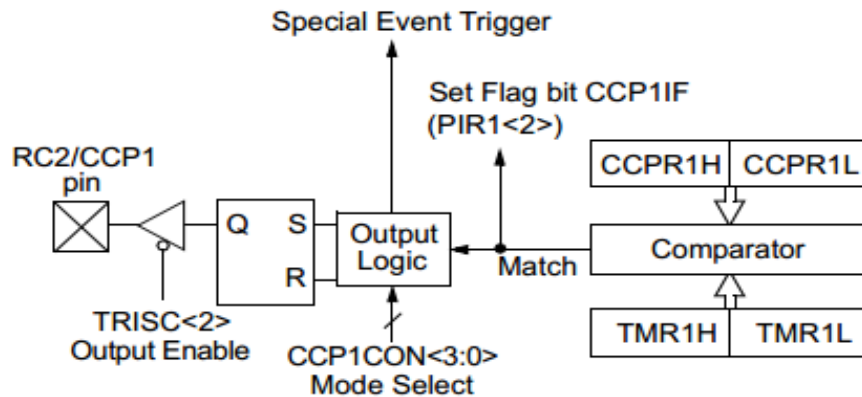 Special Event Trigger
Set Flag bit CCP1IF
(PIR1<2>)
RC2/CCP1
pin
CCPR1H CCPR1L
Q S
R
Output
Logic
Match
Comparator
TRISC<2>
Output Enable
CCP1CON<3:0>
Mode Select
TMR1H TMR1L